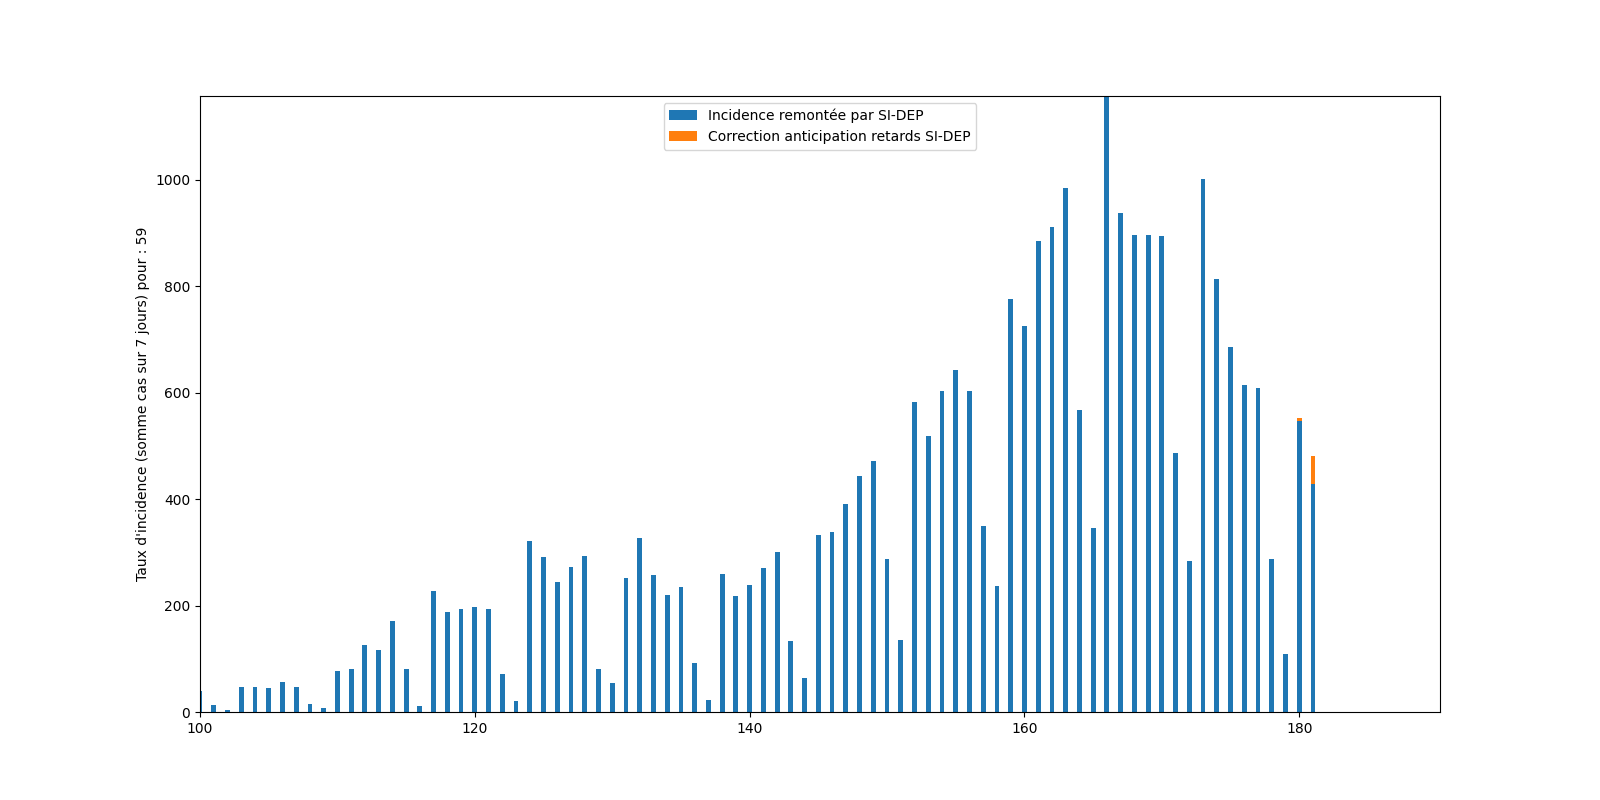 Incidence remontée par SI-DEP
Correction anticipation retards SI-DEP
Taux d'incidence (somme cas sur 7 jours) pour : 59
1000
800
600
400
200
0
100 120 140 160 180